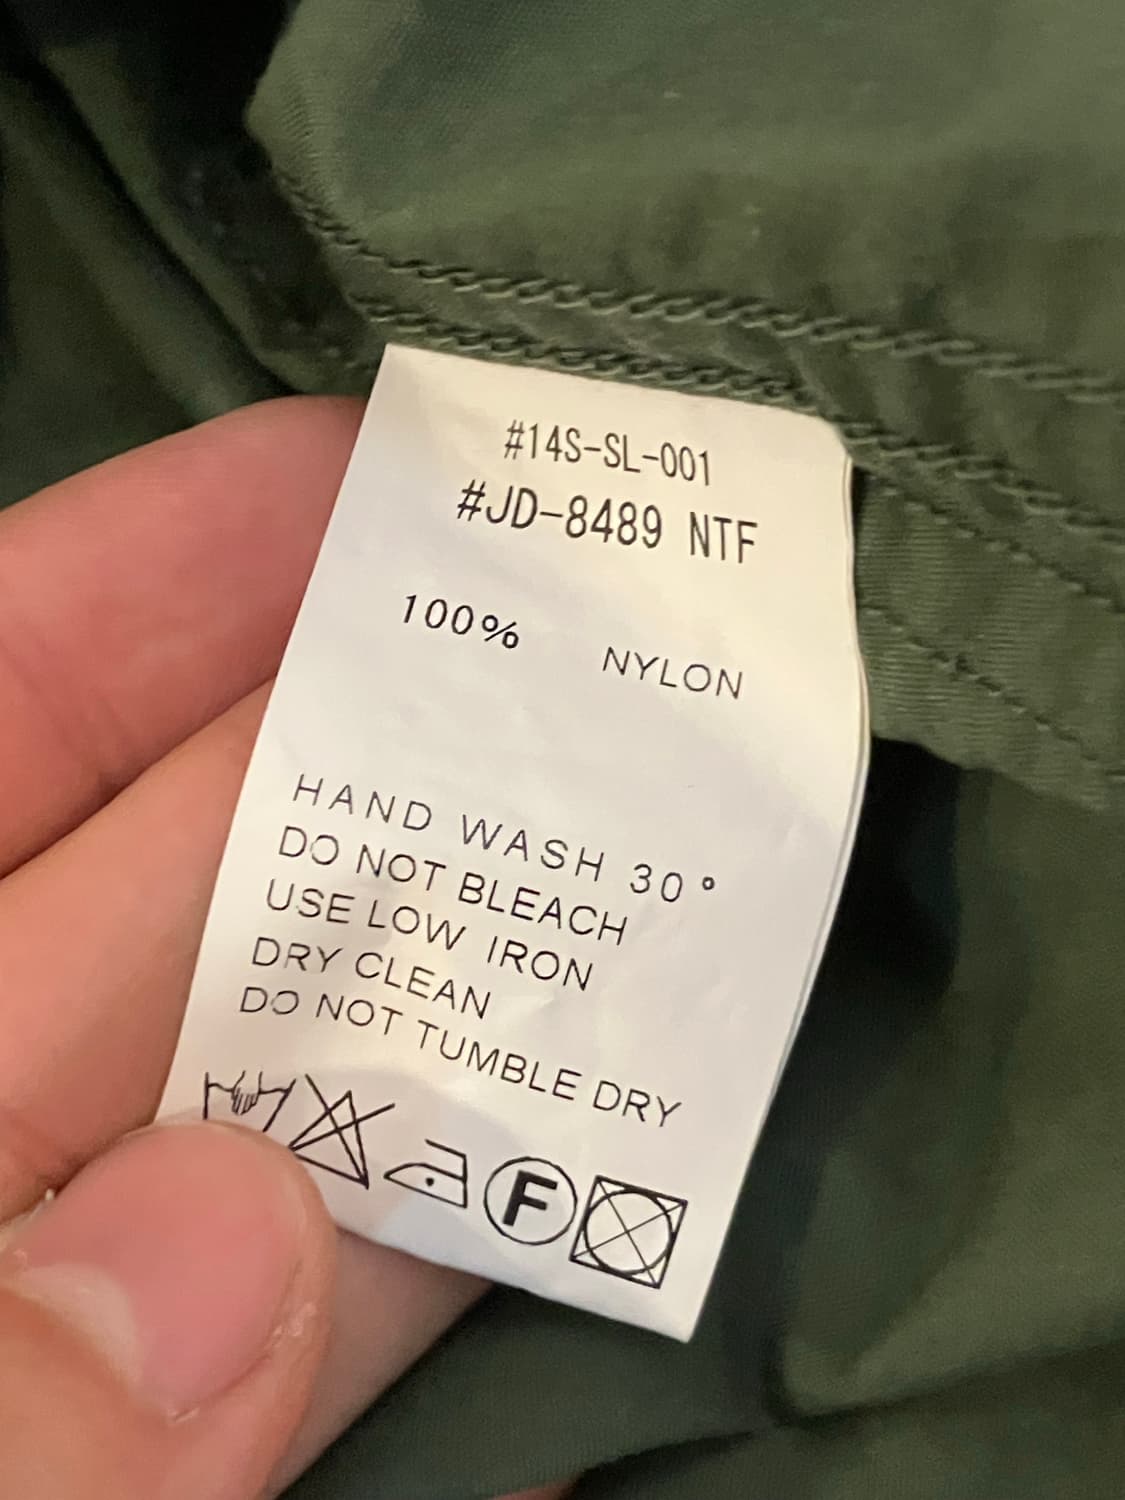 #14S-SL-001
#JD-8489 NTF
100% NYLON
HAND WASH 30°
DO NOT BLEACH
USE LOW IRON
DRY CLEAN
DO NOT TUMBLE DRY
F